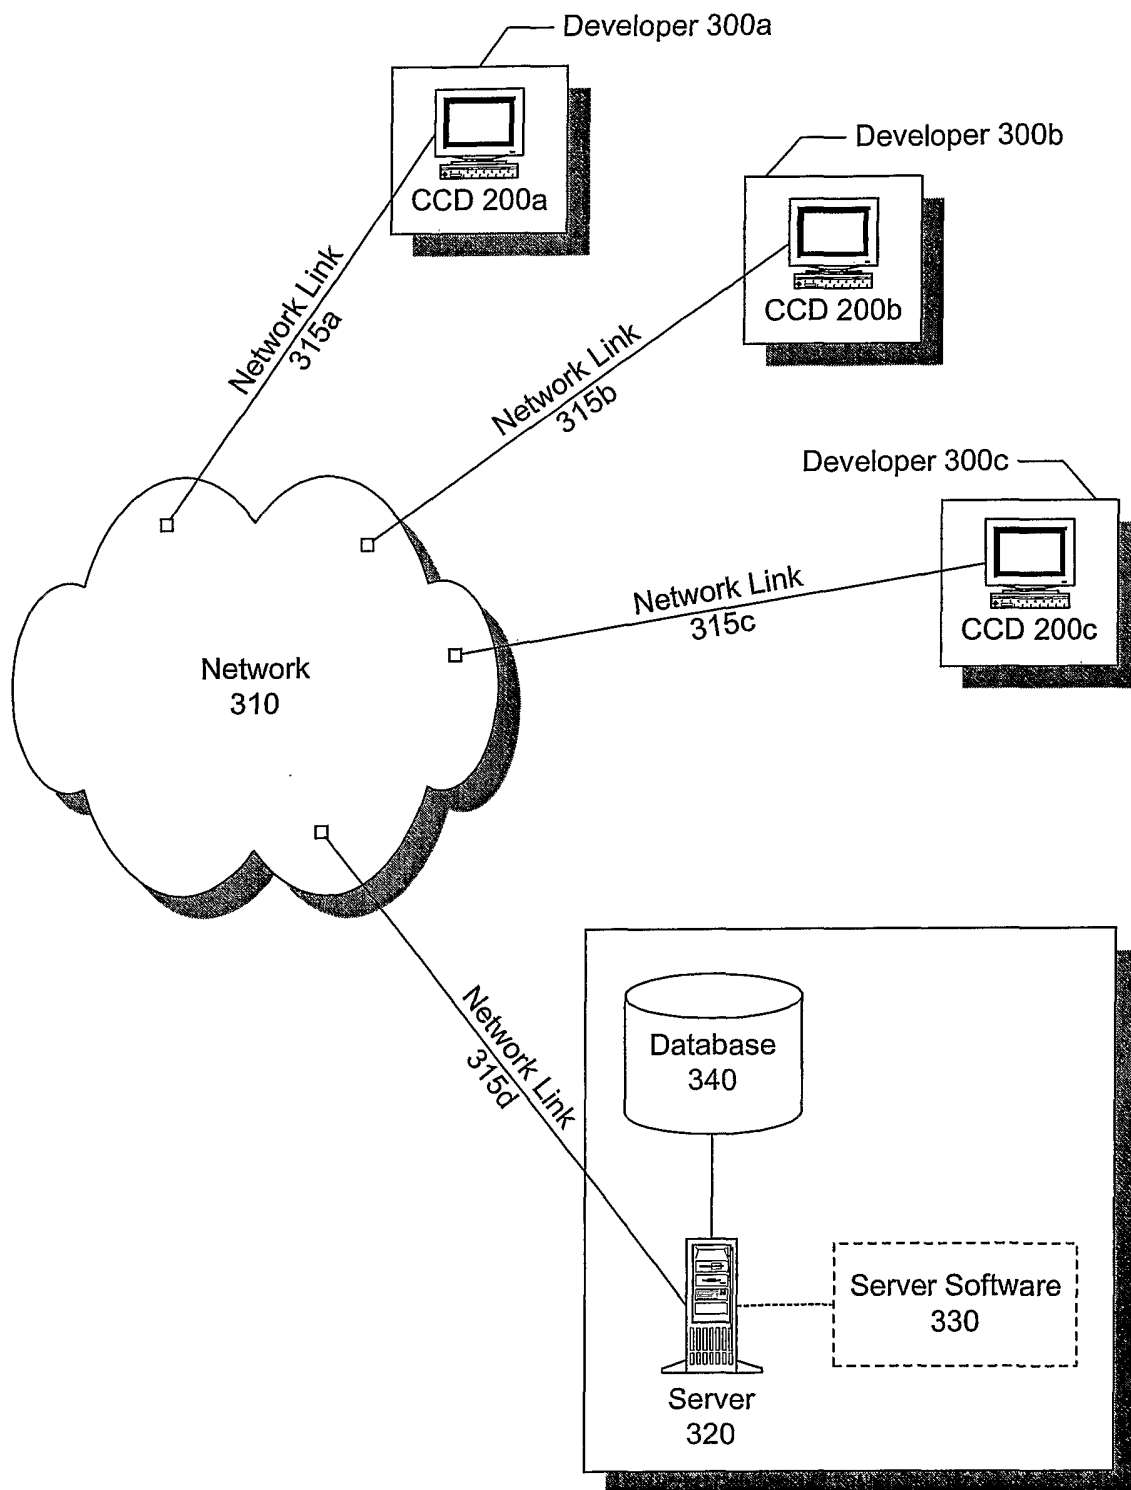 Developer 300a
CCD 200a
Developer 300b
CCD 200b
Network Link
315a
Network Link
315b
Developer 300c
CCD 200c
Network Link
315c
Network
310
Network Link
315d
Database
340
Server Software
330
Server
320